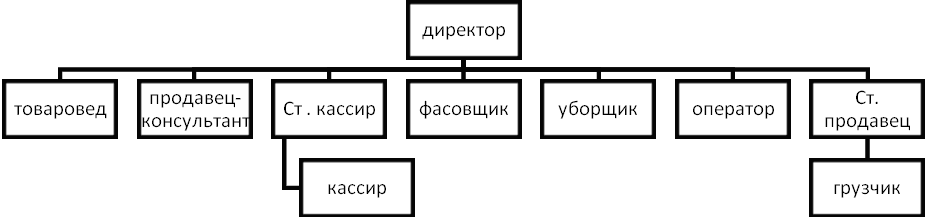 директор
товаровед
продавец-
консультант
Ст . кассир
фасовщик
уборщик
оператор
Ст.
продавец
кассир
грузчик